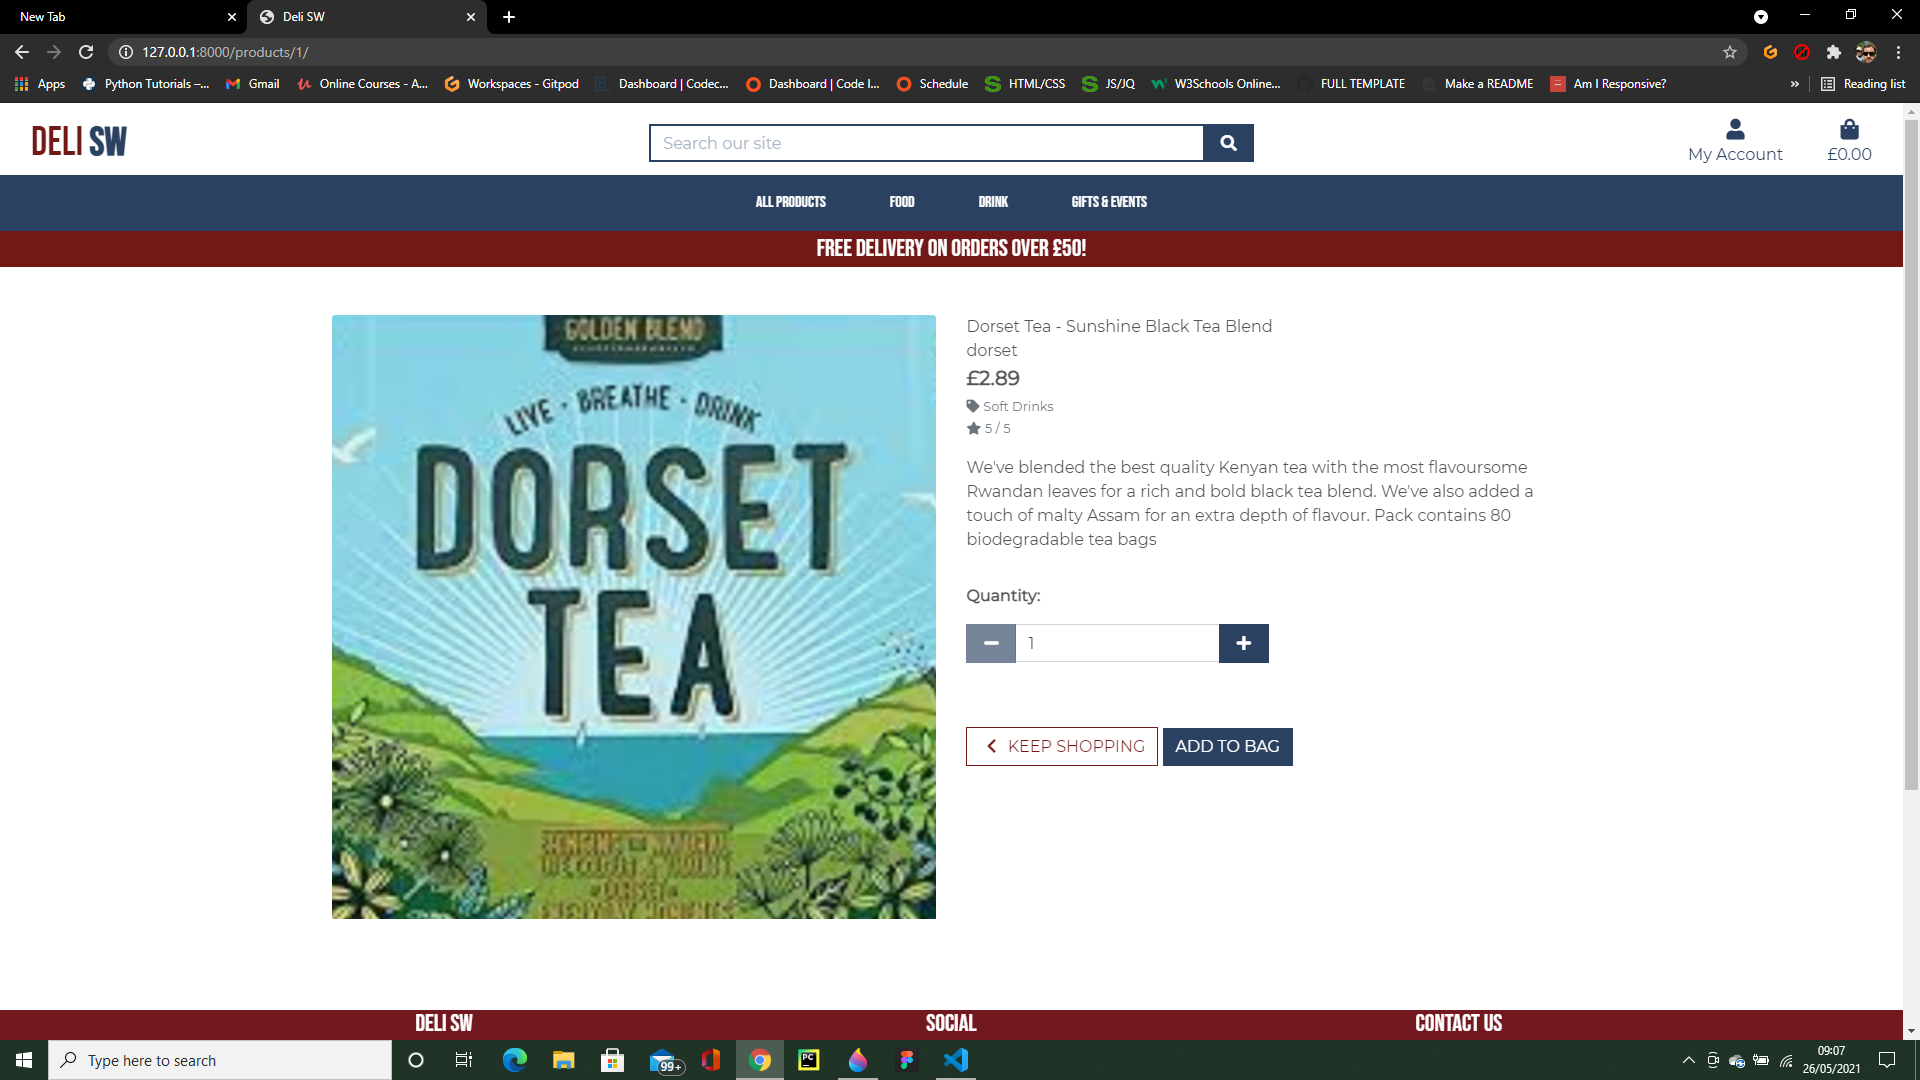 New Tab
Deli SW
127.0.0.1:8000/products/1/
Apps
Python Tutorials –...
Gmail
Online Courses - A...
Workspaces - Gitpod
Dashboard | Codec...
Dashboard | Code I...
Schedule
HTML/CSS
JS/JQ
W3Schools Online...
FULL TEMPLATE
Make a README
Am I Responsive?
»
Reading list
DELI SW
Search our site
My Account
£0.00
ALL PRODUCTS
FOOD
DRINK
GIFTS & EVENTS
FREE DELIVERY ON ORDERS OVER £50!
GOLDEN BLEND
LIVE · BREATHE · DRINK
DORSET
TEA
Dorset Tea - Sunshine Black Tea Blend
dorset
£2.89
Soft Drinks
5 / 5
We've blended the best quality Kenyan tea with the most flavoursome
Rwandan leaves for a rich and bold black tea blend. We've also added a
touch of malty Assam for an extra depth of flavour. Pack contains 80
biodegradable tea bags
Quantity:
1
KEEP SHOPPING
ADD TO BAG
DELI SW
SOCIAL
CONTACT US
Type here to search
99+
PC
09:07
26/05/2021